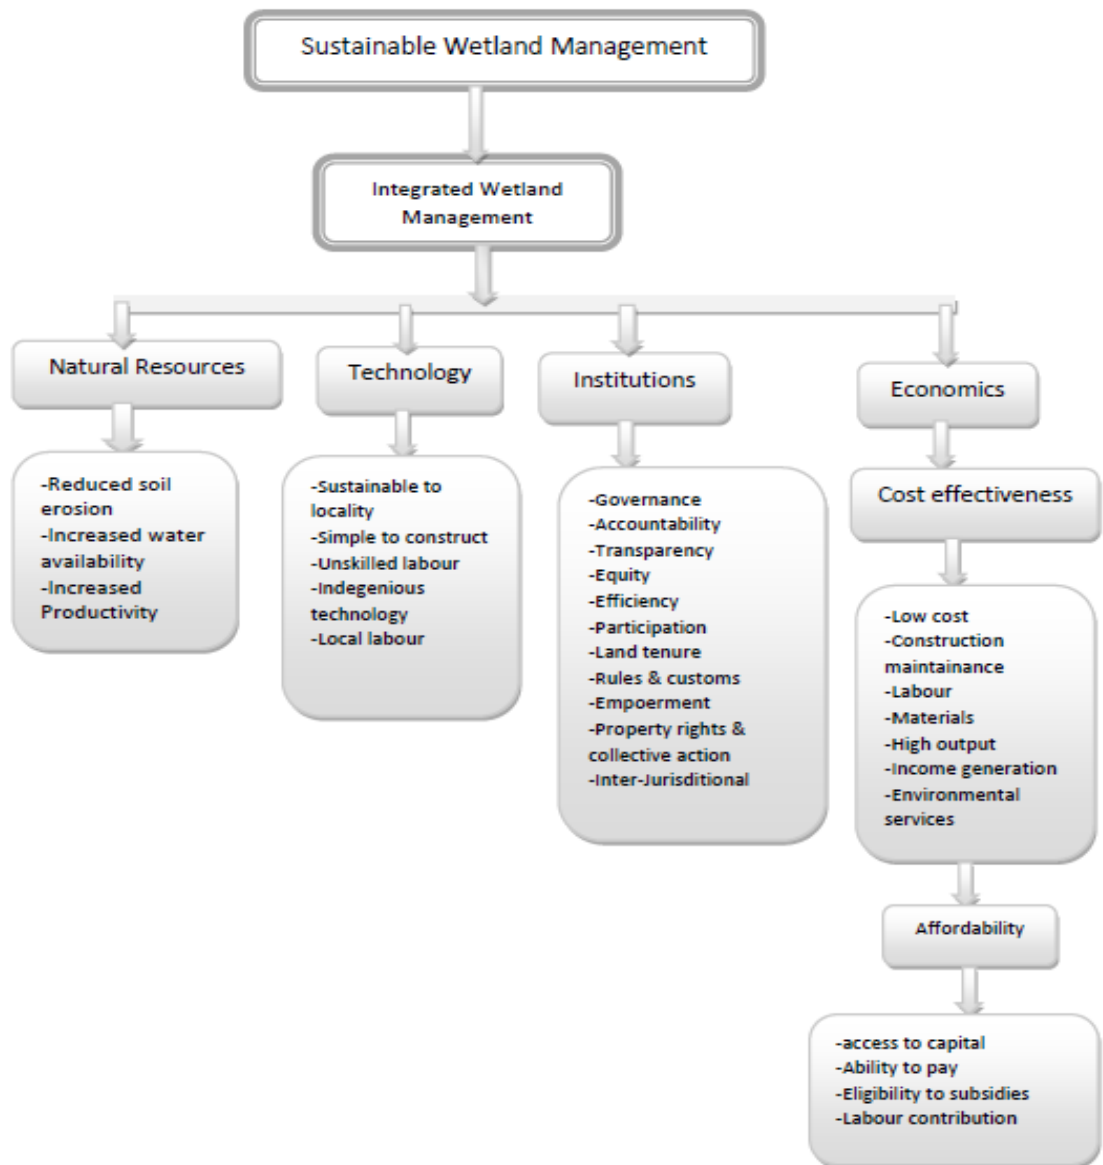 Sustainable Wetland Management
Integrated Wetland
Management
Natural Resources
-Reduced soil
erosion
-Increased water
availability
-Increased
Productivity
Technology
-Sustainable to
locality
-Simple to construct
-Unskilled labour
-Indegenious
technology
-Local labour
Institutions
-Governance
-Accountability
-Transparency
-Equity
-Efficiency
-Participation
-Land tenure
-Rules & customs
-Empoerment
-Property rights &
collective action
-Inter-Jurisditional
Economics
Cost effectiveness
-Low cost
-Construction
maintainance
-Labour
-Materials
-High output
-Income generation
-Environmental
services
Affordability
-access to capital
-Ability to pay
-Eligibility to subsidies
-Labour contribution